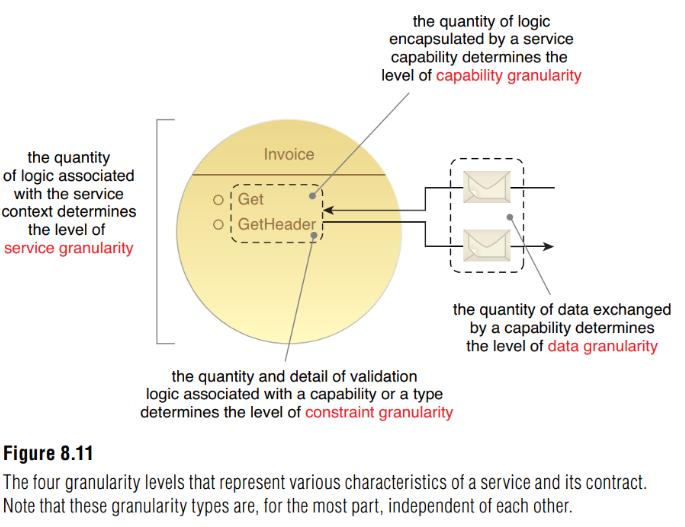 the quantity of logic
encapsulated by a service
capability determines the
level of capability granularity
the quantity
of logic associated
with the service
context determines
the level of
service granularity
Invoice
Get
GetHeader
the quantity of data exchanged
by a capability determines
the level of data granularity
the quantity and detail of validation
logic associated with a capability or a type
determines the level of constraint granularity
Figure 8.11
The four granularity levels that represent various characteristics of a service and its contract.
Note that these granularity types are, for the most part, independent of each other.